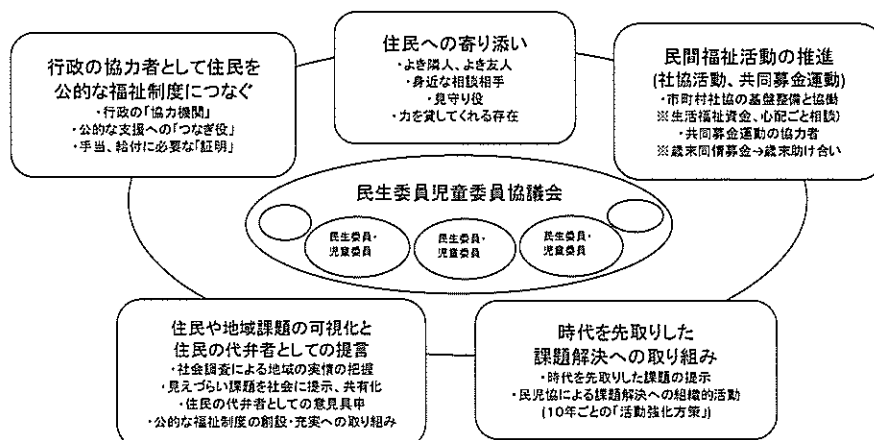 行政の協力者として住民を
公的な福祉制度につなぐ
・行政の「協力機関」
・公的な支援への「つなぎ役」
・手当、給付に必要な「証明」
住民への寄り添い
・よき隣人、よき友人
・身近な相談相手
・見守り役
・力を貸してくれる存在
民間福祉活動の推進
(社協活動、共同募金運動)
・市町村社協の基盤整備と協働
※生活福祉資金、心配ごと相談)
・共同募金運動の協力者
※歳末同情募金→歳末助け合い
民生委員児童委員協議会
民生委員・
児童委員
民生委員・
児童委員
民生委員・
児童委員
住民や地域課題の可視化と
住民の代弁者としての提言
・社会調査による地域の実情の把握
・見えづらい課題を社会に提示、共有化
・住民の代弁者としての意見具申
・公的な福祉制度の創設・充実への取り組み
時代を先取りした
課題解決への取り組み
・時代を先取りした課題の提示
・民児協による課題解決への組織的活動
(10年ごとの「活動強化方策」)